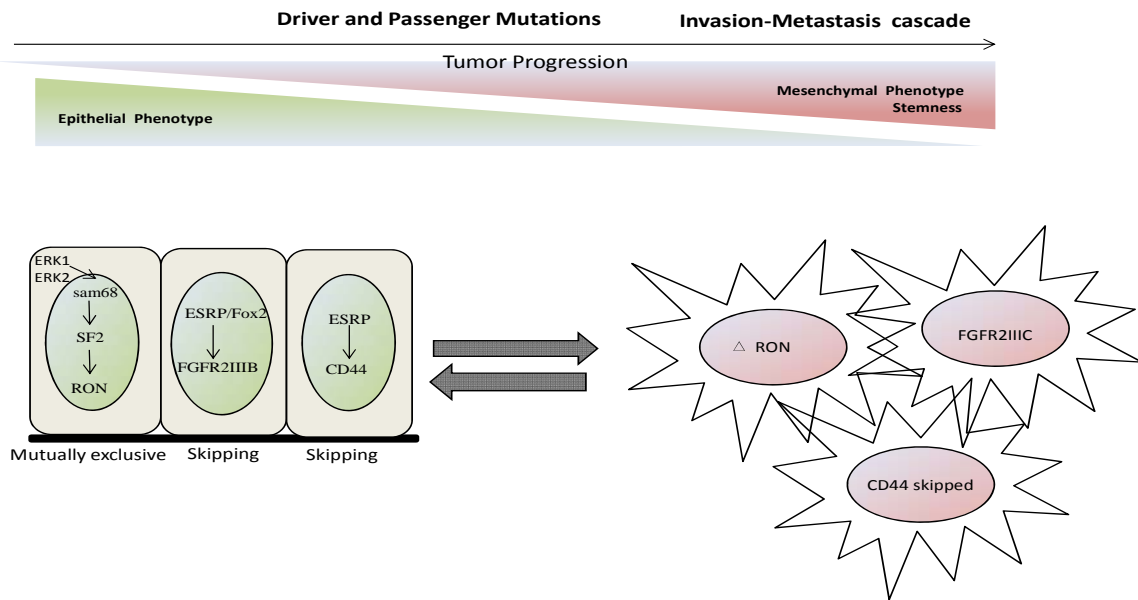 Driver and Passenger Mutations
Invasion-Metastasis cascade
Tumor Progression
Mesenchymal Phenotype
Stemness
Epithelial Phenotype
ERK1
ERK2
sam68
SF2
RON
ESRP/Fox2
FGFR2IIIB
ESRP
CD44
Mutually exclusive
Skipping
Skipping
△ RON
FGFR2IIIC
CD44 skipped